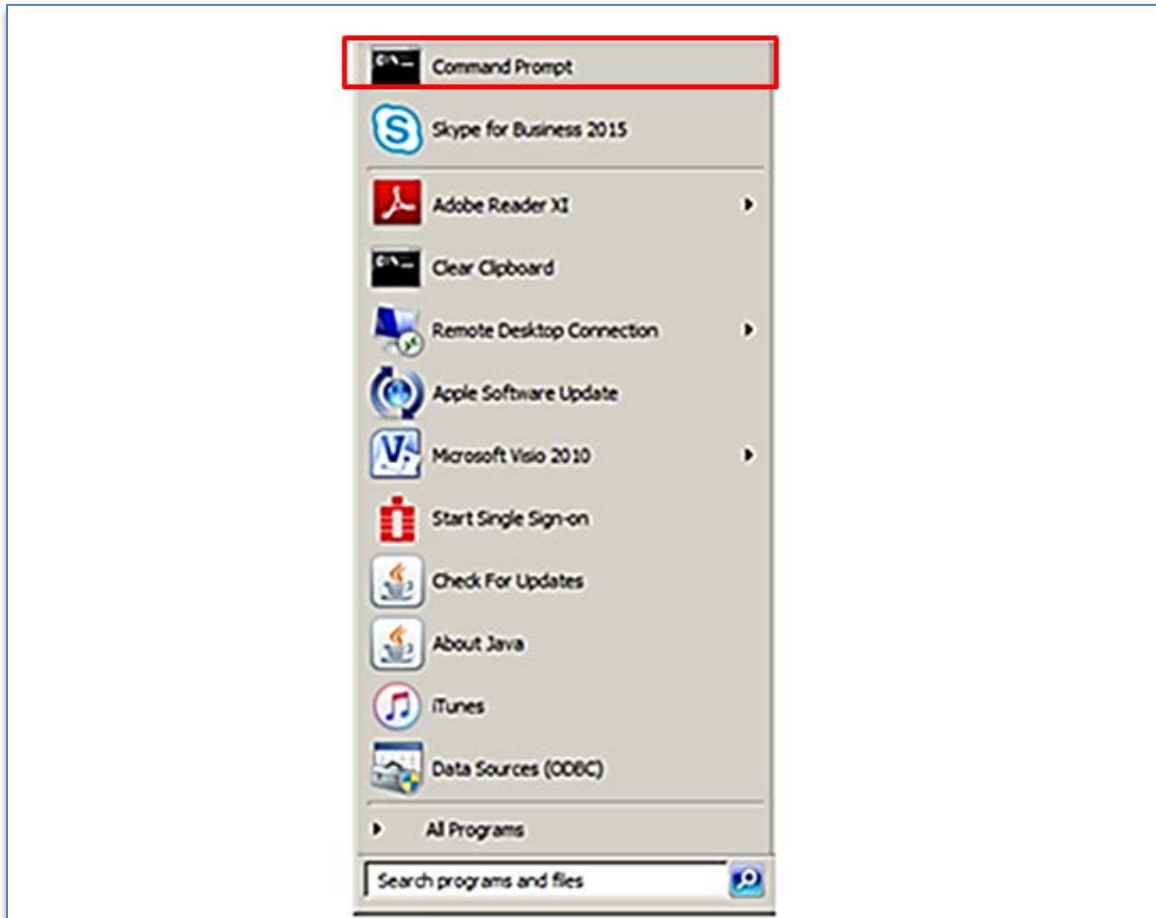 Command Prompt
Skype for Business 2015
Adobe Reader XI
Clear Clipboard
Remote Desktop Connection
Apple Software Update
Microsoft Visio 2010
Start Single Sign-on
Check For Updates
About Java
iTunes
Data Sources (ODBC)
All Programs
Search programs and files